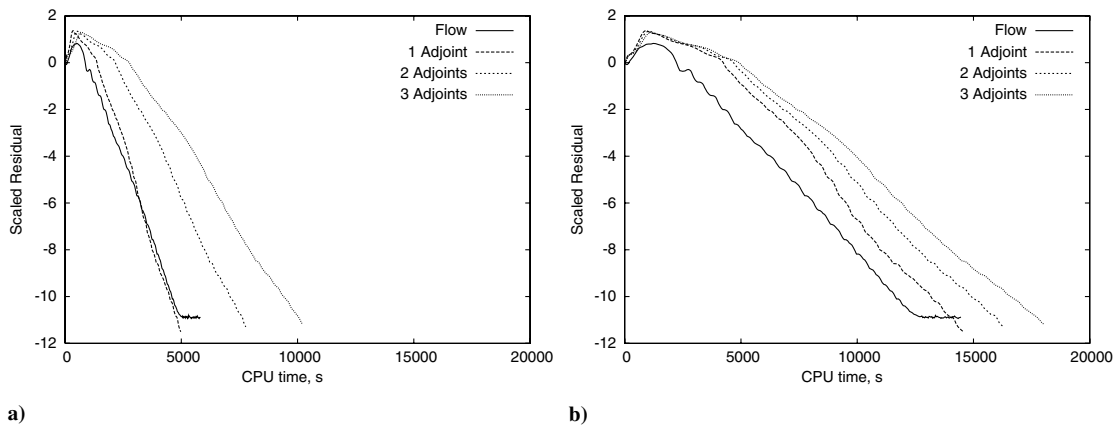 2
0
-2
-4
-6
-8
-10
-12
Scaled Residual
0
5000
10000
15000
20000
CPU time, s
Flow
1 Adjoint
2 Adjoints
3 Adjoints
a)
2
0
-2
-4
-6
-8
-10
-12
Scaled Residual
0
5000
10000
15000
20000
CPU time, s
Flow
1 Adjoint
2 Adjoints
3 Adjoints
b)